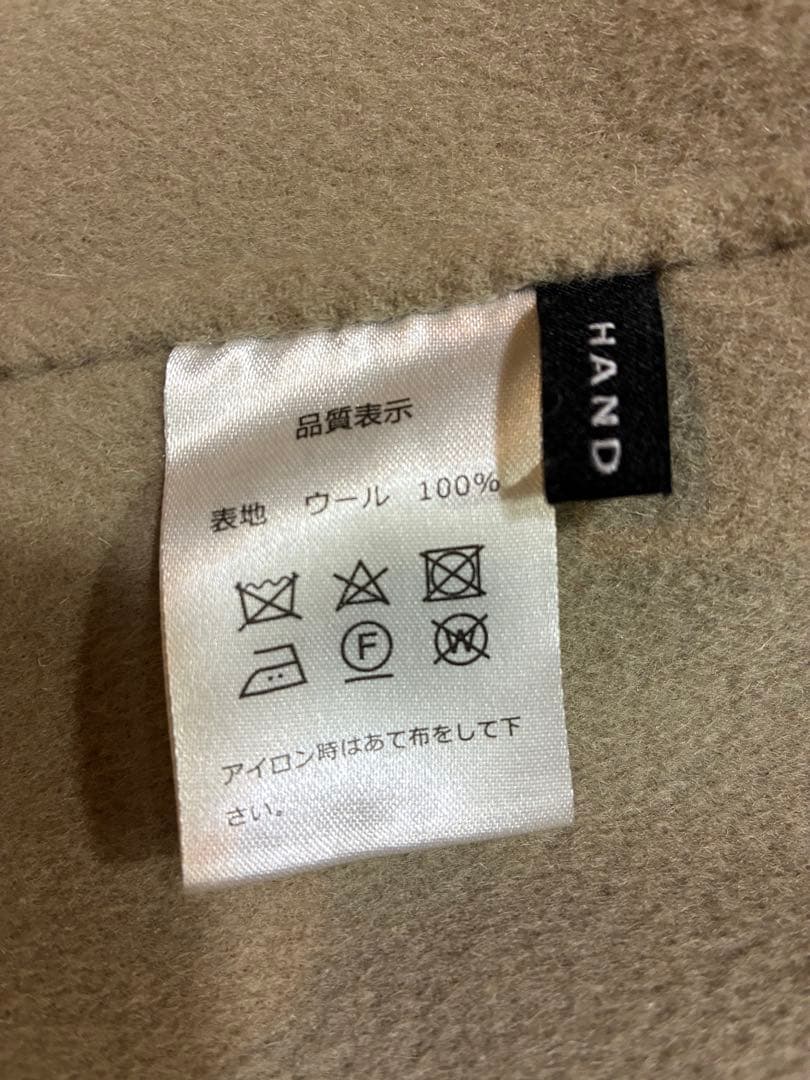 HAND
品質表示
表地 ウール 100%
F
W
アイロン時はあて布をして下
さい。